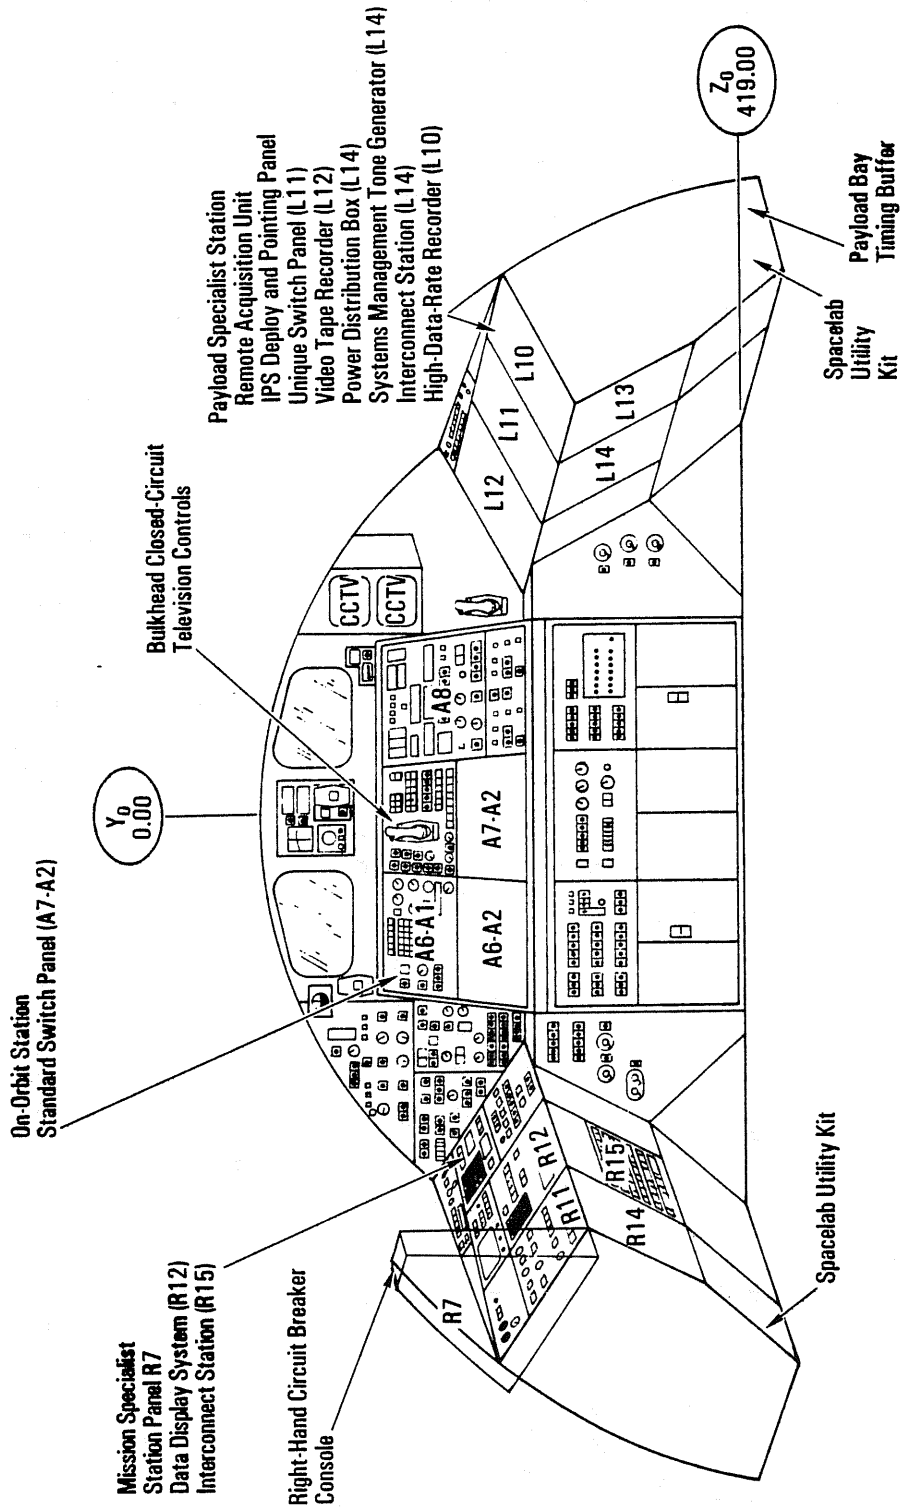 Mission Specialist
Station Panel R7
Data Display System (R12)
Interconnect Station (R15)
On-Orbit Station
Standard Switch Panel (A7-A2)
Y0
0.00
Bulkhead Closed-Circuit
Television Controls
Payload Specialist Station
Remote Acquisition Unit
IPS Deploy and Pointing Panel
Unique Switch Panel (L11)
Video Tape Recorder (L12)
Power Distribution Box (L14)
Systems Management Tone Generator (L14)
Interconnect Station (L14)
High-Data-Rate Recorder (L10)
Right-Hand Circuit Breaker
Console
R7
R11
R12
R14
R15
A6-A1
A6-A2
A7-A2
A8
CCTV
CCTV
L12
L11
L10
L14
L13
Z0
419.00
Spacelab Utility Kit
Spacelab
Utility
Kit
Payload Bay
Timing Buffer